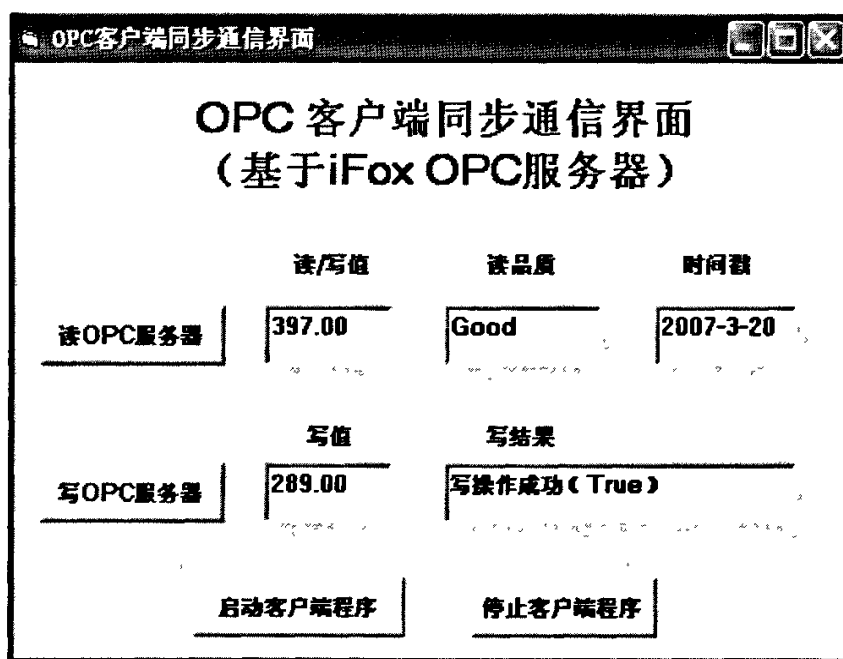 OPC客户端同步通信界面
OPC 客户端同步通信界面
（基于iFox OPC服务器）
读/写值 读品质 时间戳
读OPC服务器 397.00 Good 2007-3-20
写值 写结果
写OPC服务器 289.00 写操作成功（True）
启动客户端程序 停止客户端程序